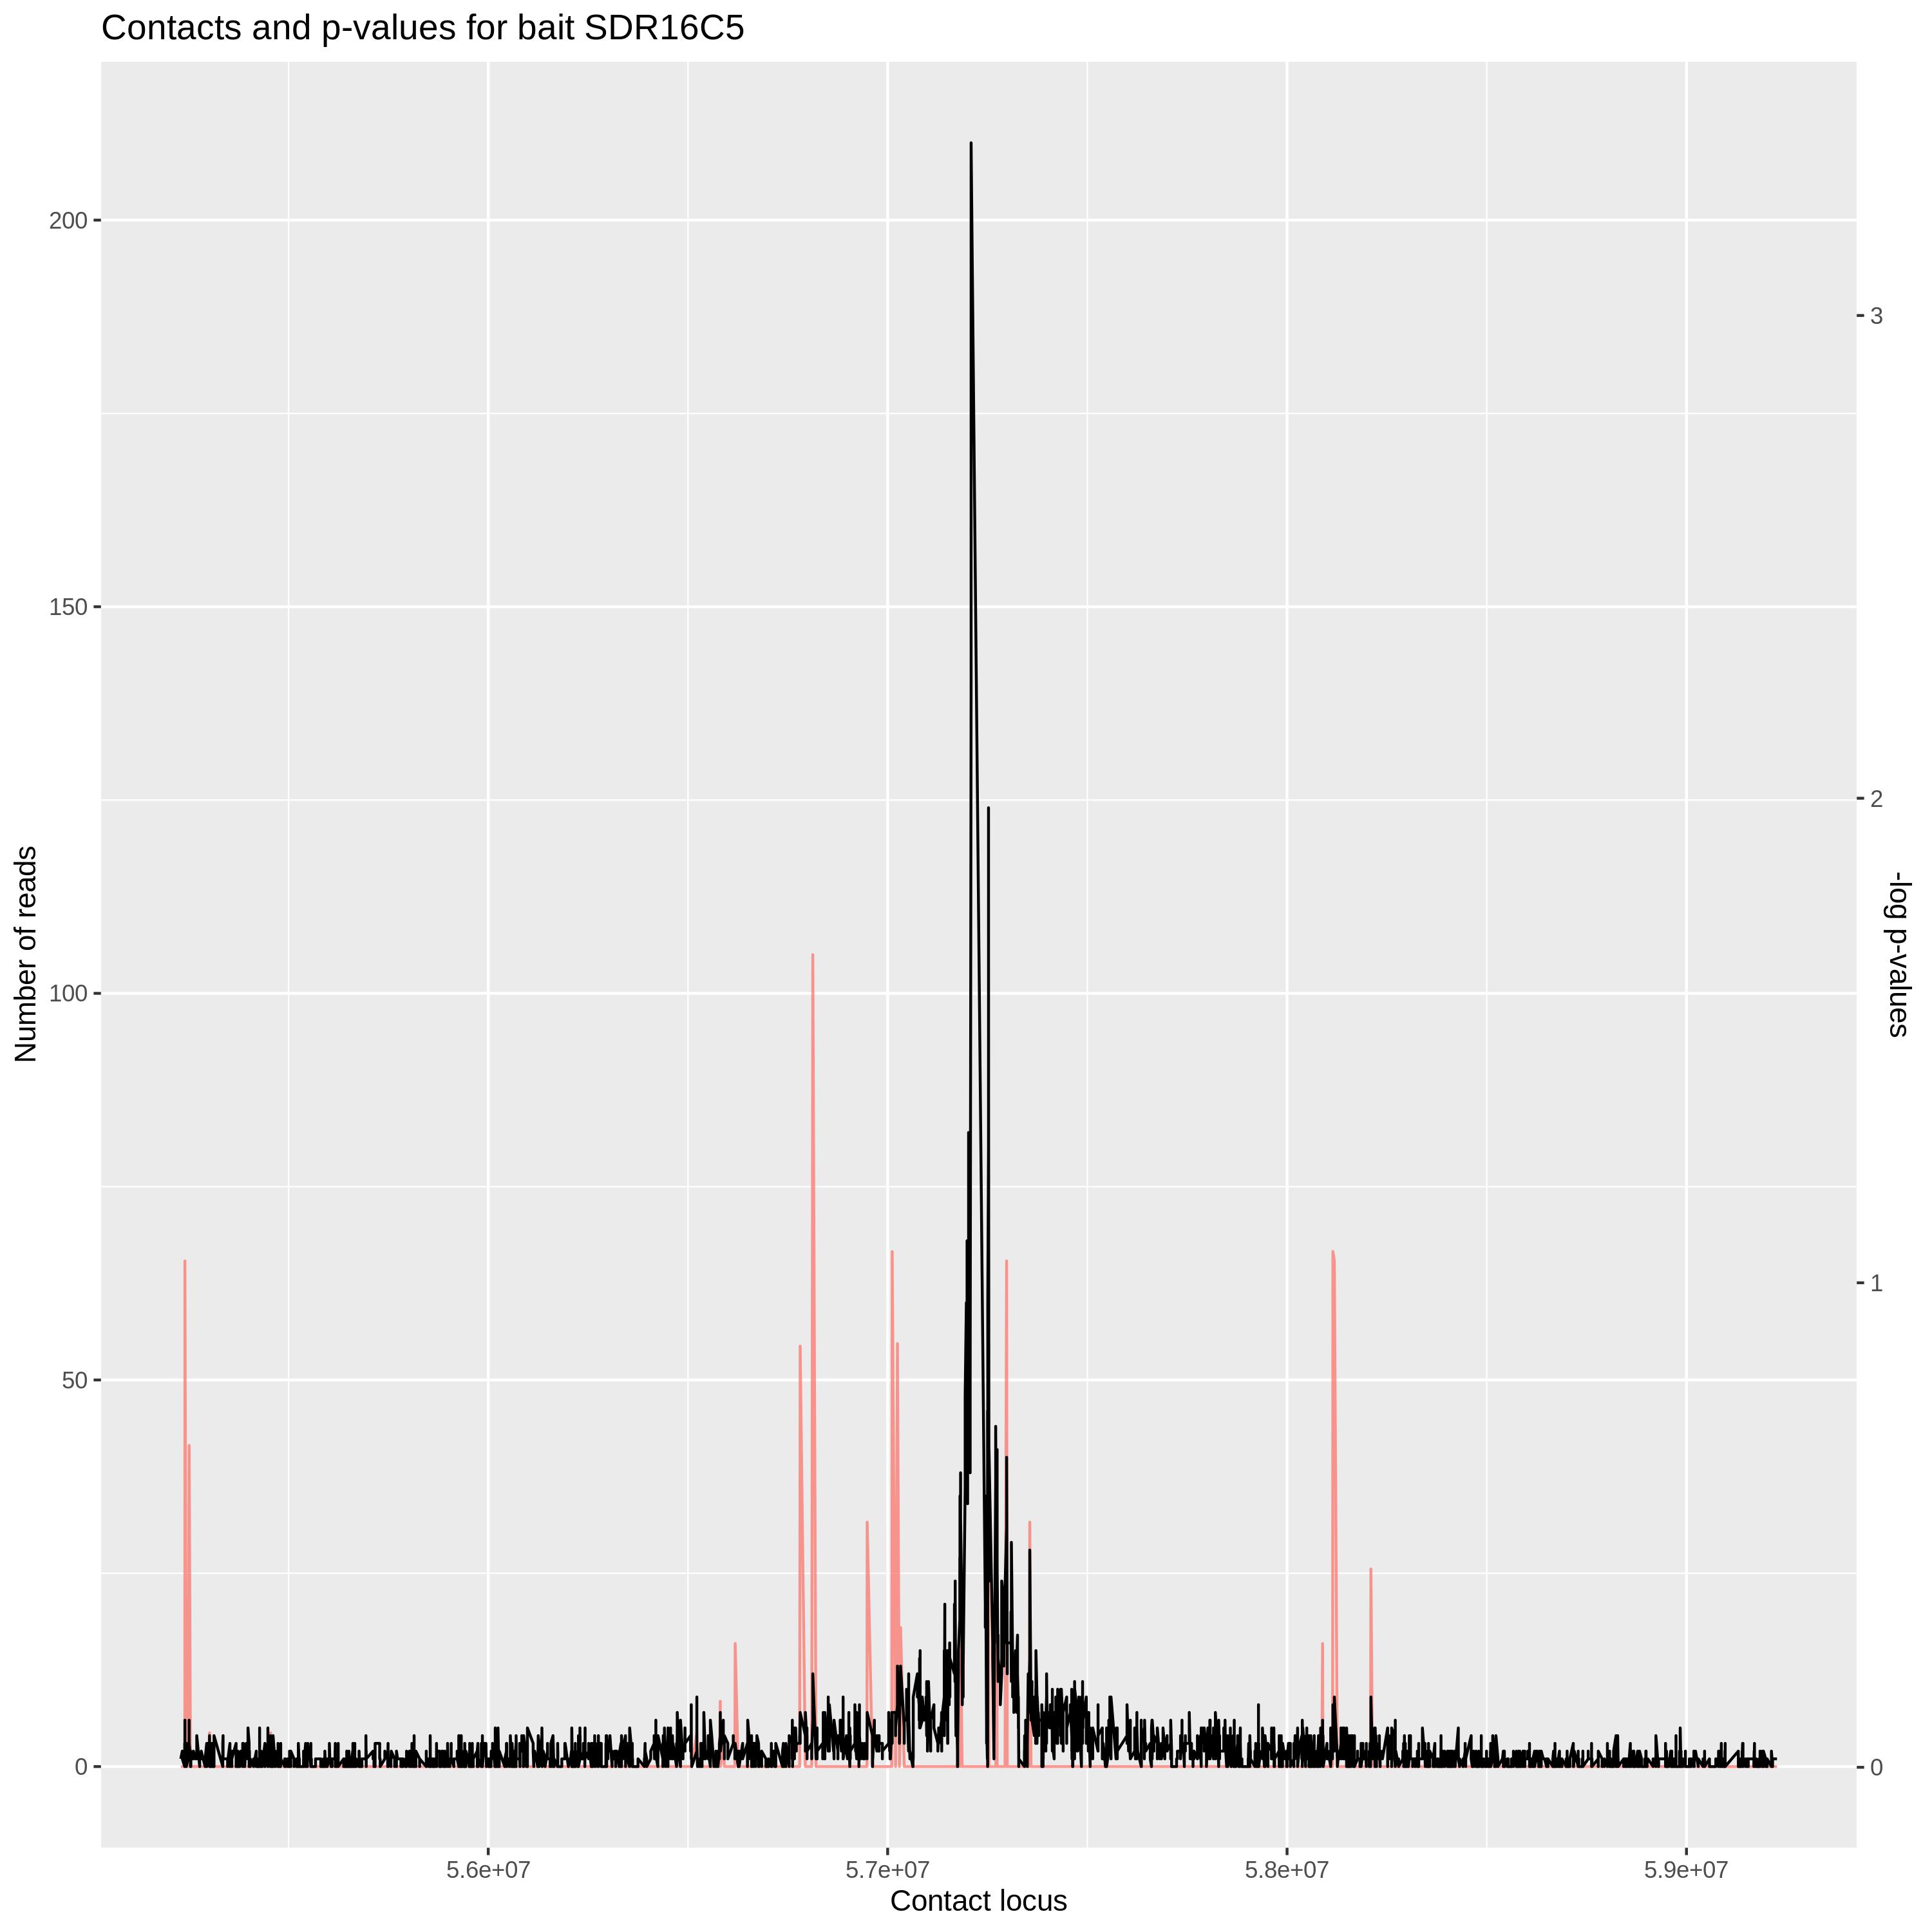 Contacts and p-values for bait SDR16C5
200
150
100
50
0
Number of reads
3
2
1
0
-log p-values
5.6e+07
5.7e+07
5.8e+07
5.9e+07
Contact locus